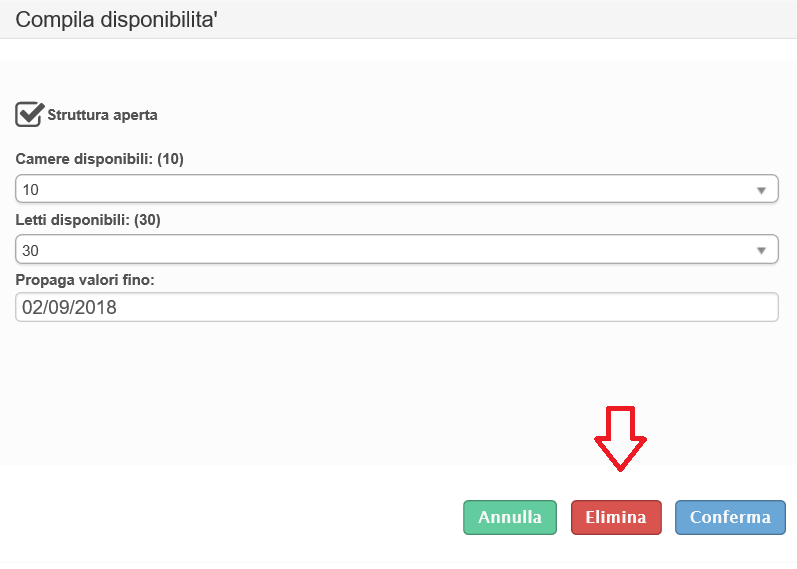 Compila disponibilita'
Struttura aperta
Camere disponibili: (10)
10
Letti disponibili: (30)
30
Propaga valori fino:
02/09/2018
Annulla Elimina Conferma